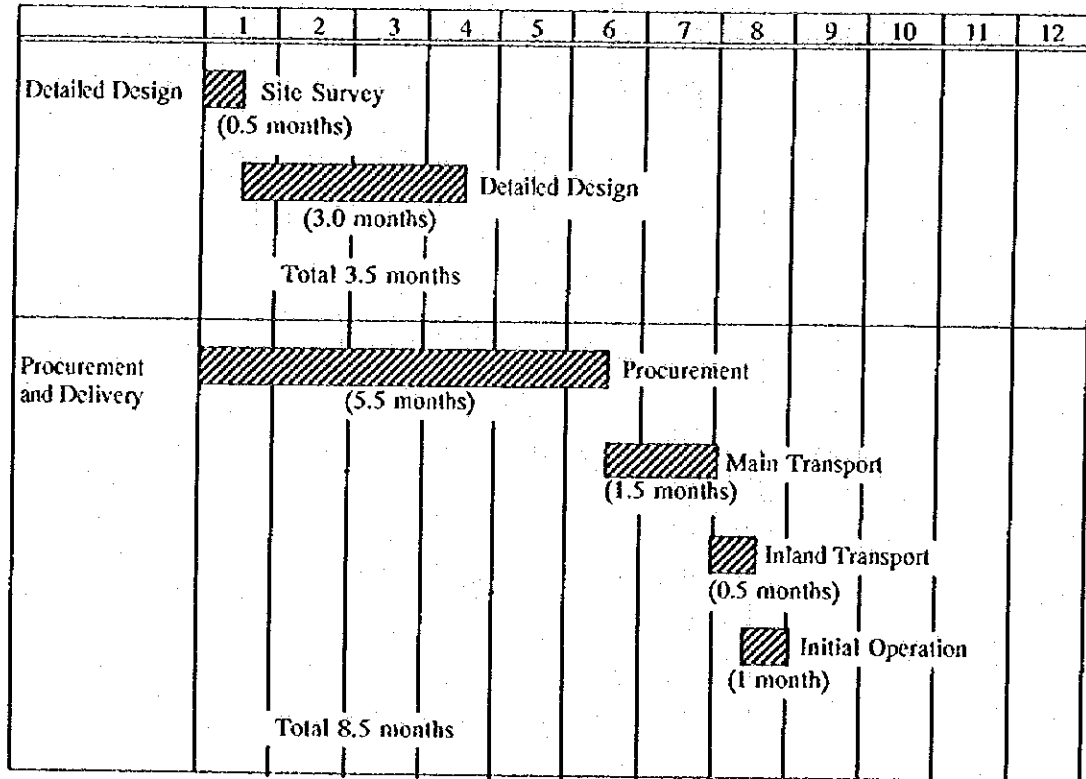 1 2 3 4 5 6 7 8 9 10 11 12
Detailed Design
Site Survey
(0.5 months)
Detailed Design
(3.0 months)
Total 3.5 months
Procurement
and Delivery
Procurement
(5.5 months)
Main Transport
(1.5 months)
Inland Transport
(0.5 months)
Initial Operation
(1 month)
Total 8.5 months